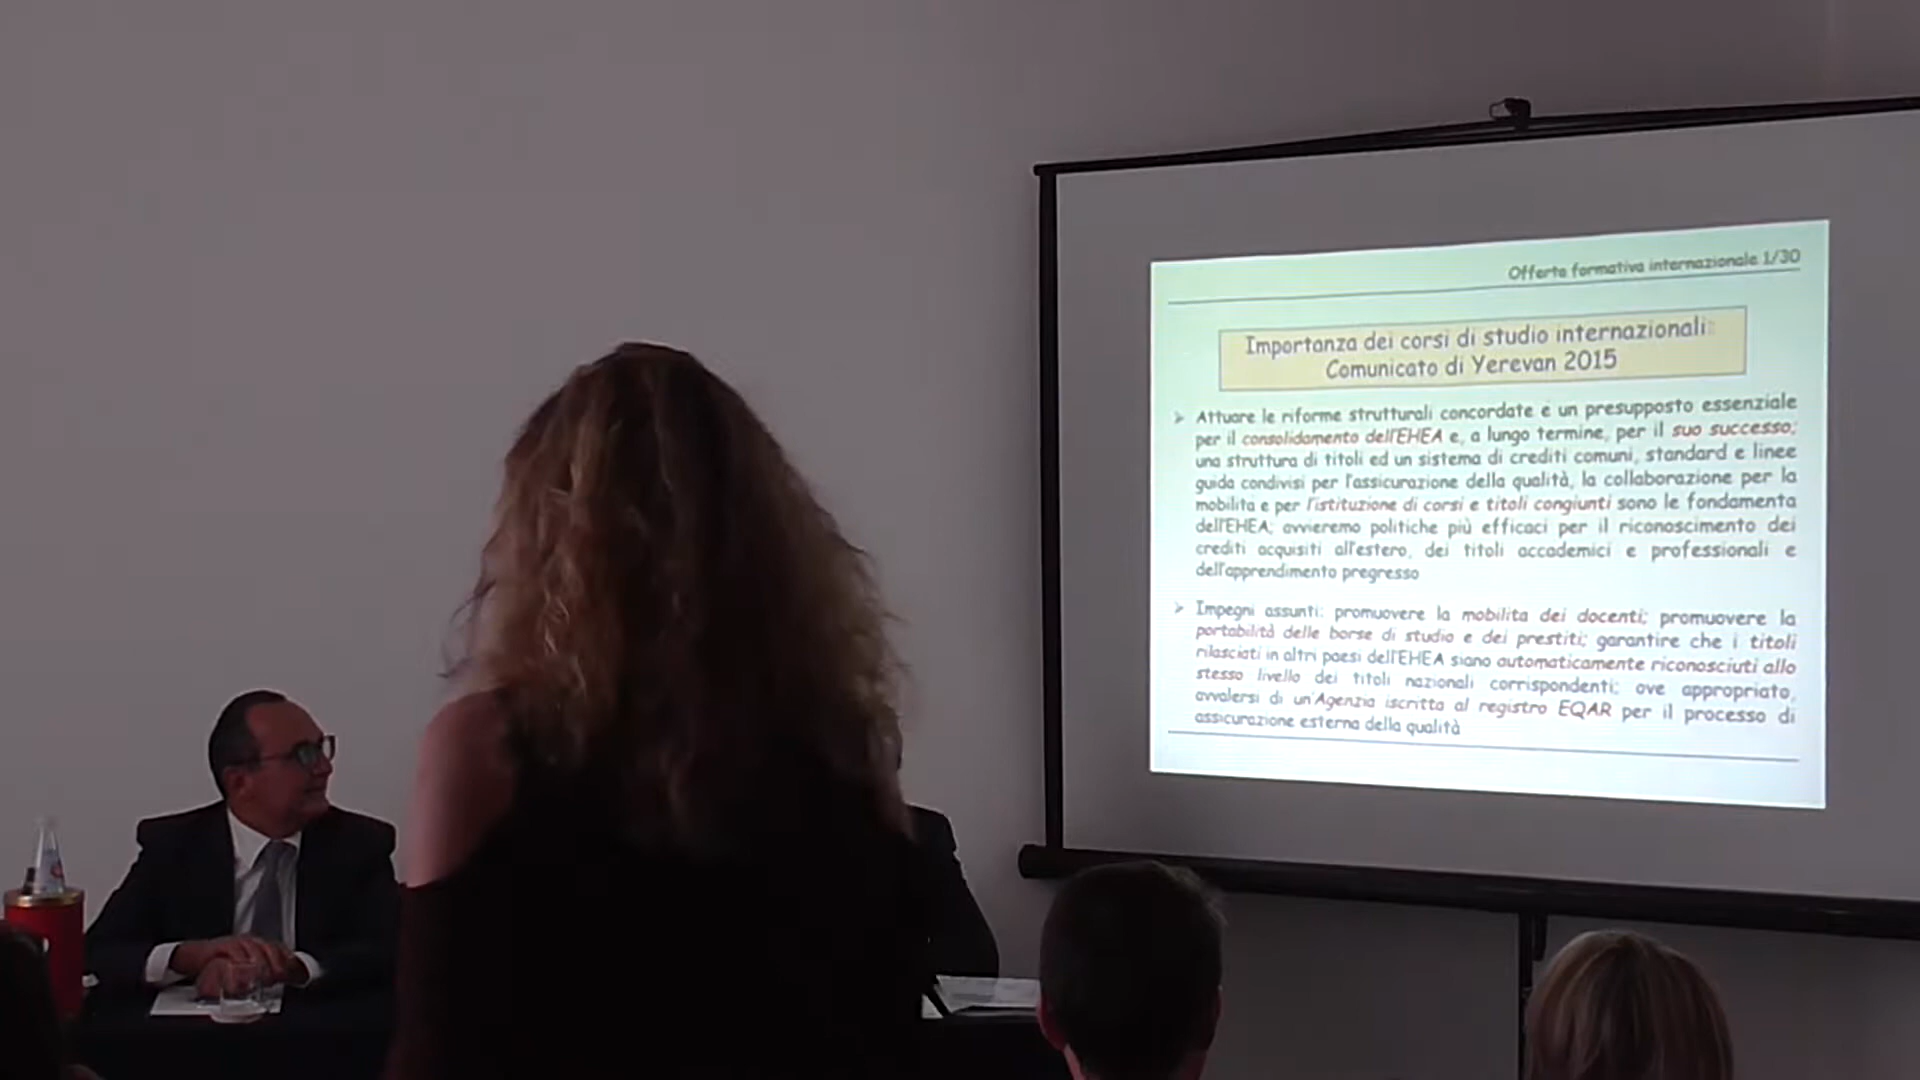 Offerta formativa internazionale 1/30
Importanza dei corsi di studio internazionali:
Comunicato di Yerevan 2015
➢ Attuare le riforme strutturali concordate è un presupposto essenziale
per il consolidamento dell'EHEA e, a lungo termine, per il suo successo:
una struttura di titoli ed un sistema di crediti comuni, standard e linee
guida condivisi per l'assicurazione della qualità, la collaborazione per la
mobilità e per l'istituzione di corsi e titoli congiunti sono le fondamenta
dell'EHEA; avvieremo politiche più efficaci per il riconoscimento dei
crediti acquisiti all'estero, dei titoli accademici e professionali e
dell'apprendimento pregresso
➢ Impegni assunti: promuovere la mobilità dei docenti; promuovere la
portabilità delle borse di studio e dei prestiti; garantire che i titoli
rilasciati in altri paesi dell'EHEA siano automaticamente riconosciuti allo
stesso livello dei titoli nazionali corrispondenti; ove appropriato,
avvalersi di un'Agenzia iscritta al registro EQAR per il processo di
assicurazione esterna della qualità